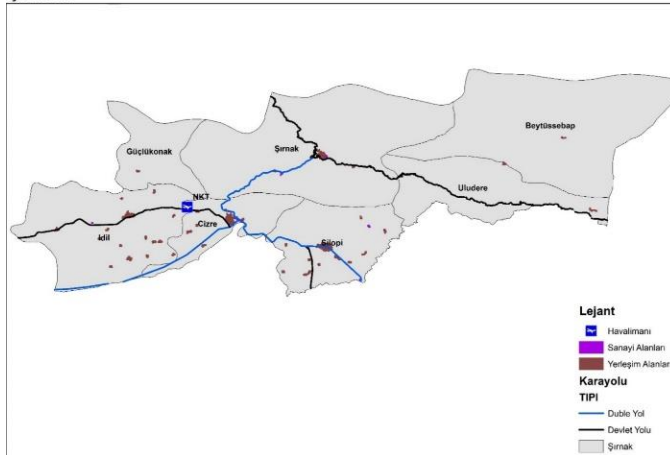 Beytüssebap
Güçlükonak
Şırnak
Uludere
NKT
Cizre
İdil
Silopi
Lejant
Havalimanı
Sanayi Alanları
Yerleşim Alanları
Karayolu
TIPI
Duble Yol
Devlet Yolu
Şırnak